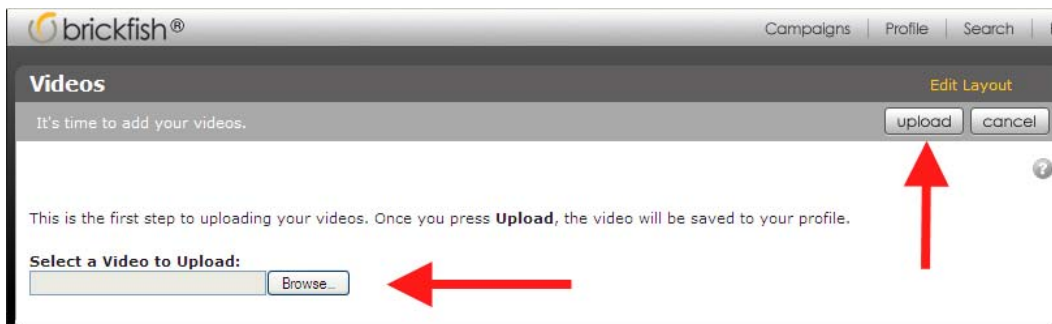 brickfish®
Campaigns | Profile | Search |
Videos Edit Layout
It's time to add your videos. upload cancel
?
This is the first step to uploading your videos. Once you press Upload, the video will be saved to your profile.
Select a Video to Upload:
Browse...